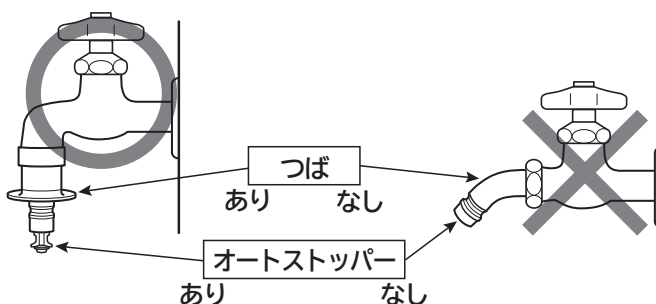 つば
あり なし
オートストッパー
あり なし